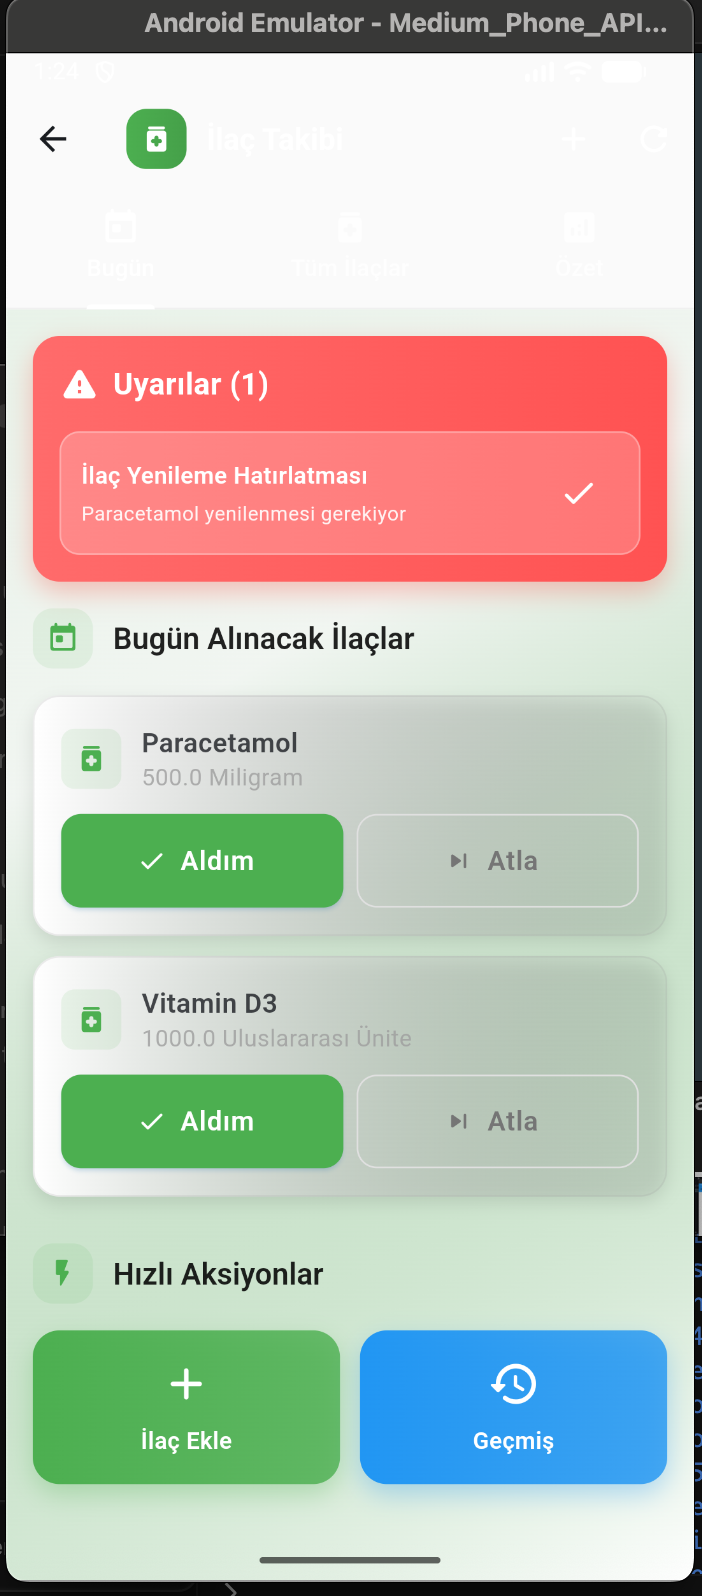 Android Emulator - Medium_Phone_API...
1:24
İlaç Takibi
Bugün
Tüm İlaçlar
Özet
Uyarılar (1)
İlaç Yenileme Hatırlatması
Paracetamol yenilenmesi gerekiyor
Bugün Alınacak İlaçlar
Paracetamol
500.0 Miligram
Aldım
Atla
Vitamin D3
1000.0 Uluslararası Ünite
Aldım
Atla
Hızlı Aksiyonlar
İlaç Ekle
Geçmiş